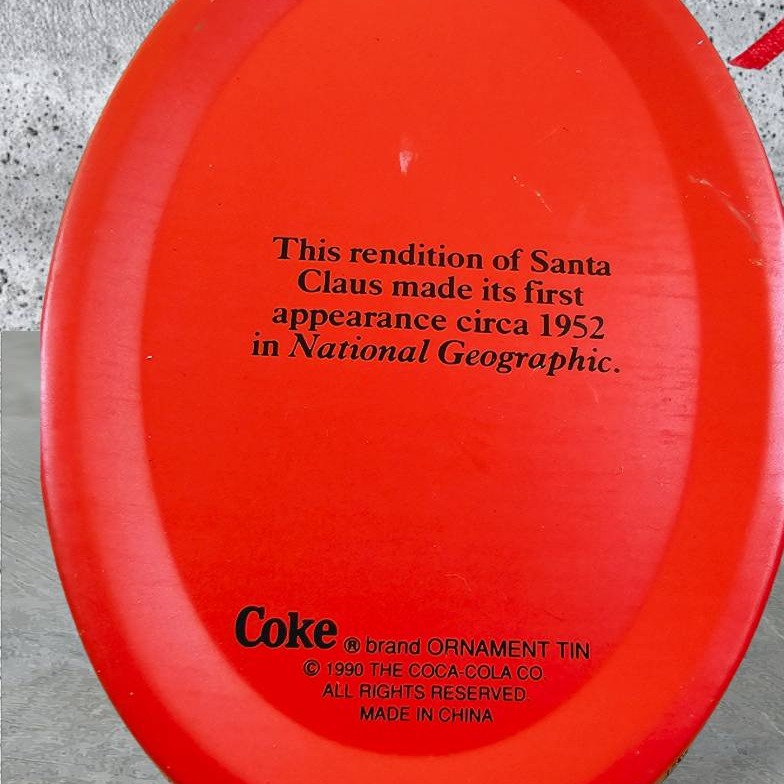 This rendition of Santa
Claus made its first
appearance circa 1952
in National Geographic.
Coke ® brand ORNAMENT TIN
© 1990 THE COCA-COLA CO.
ALL RIGHTS RESERVED.
MADE IN CHINA